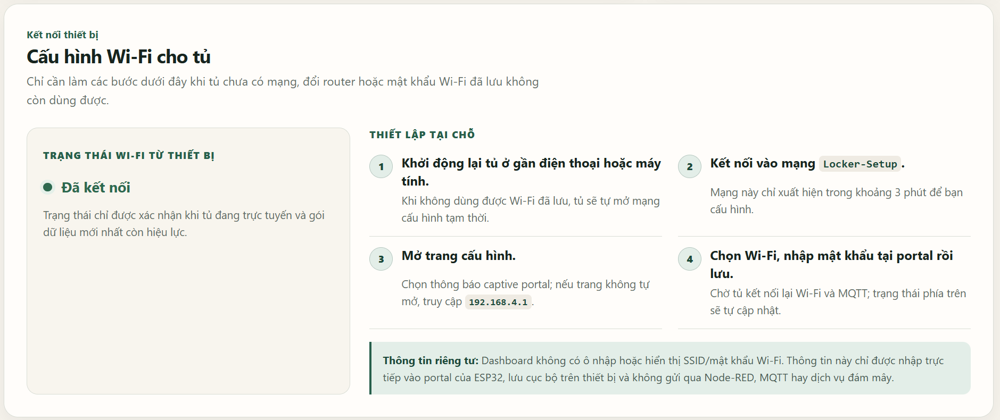 Kết nối thiết bị
Cấu hình Wi-Fi cho tủ
Chỉ cần làm các bước dưới đây khi tủ chưa có mạng, đổi router hoặc mật khẩu Wi-Fi đã lưu không
còn dùng được.
TRẠNG THÁI WI-FI TỪ THIẾT BỊ
Đã kết nối
Trạng thái chỉ được xác nhận khi tủ đang trực tuyến và gói
dữ liệu mới nhất còn hiệu lực.
THIẾT LẬP TẠI CHỖ
1
Khởi động lại tủ ở gần điện thoại hoặc máy
tính.
Khi không dùng được Wi-Fi đã lưu, tủ sẽ tự mở mạng
cấu hình tạm thời.
2
Kết nối vào mạng Locker-Setup.
Mạng này chỉ xuất hiện trong khoảng 3 phút để bạn
cấu hình.
3
Mở trang cấu hình.
Chọn thông báo captive portal; nếu trang không tự
mở, truy cập 192.168.4.1.
4
Chọn Wi-Fi, nhập mật khẩu tại portal rồi
lưu.
Chờ tủ kết nối lại Wi-Fi và MQTT; trạng thái phía trên
sẽ tự cập nhật.
Thông tin riêng tư: Dashboard không có ô nhập hoặc hiển thị SSID/mật khẩu Wi-Fi. Thông tin này chỉ được nhập trực
tiếp vào portal của ESP32, lưu cục bộ trên thiết bị và không gửi qua Node-RED, MQTT hay dịch vụ đám mây.